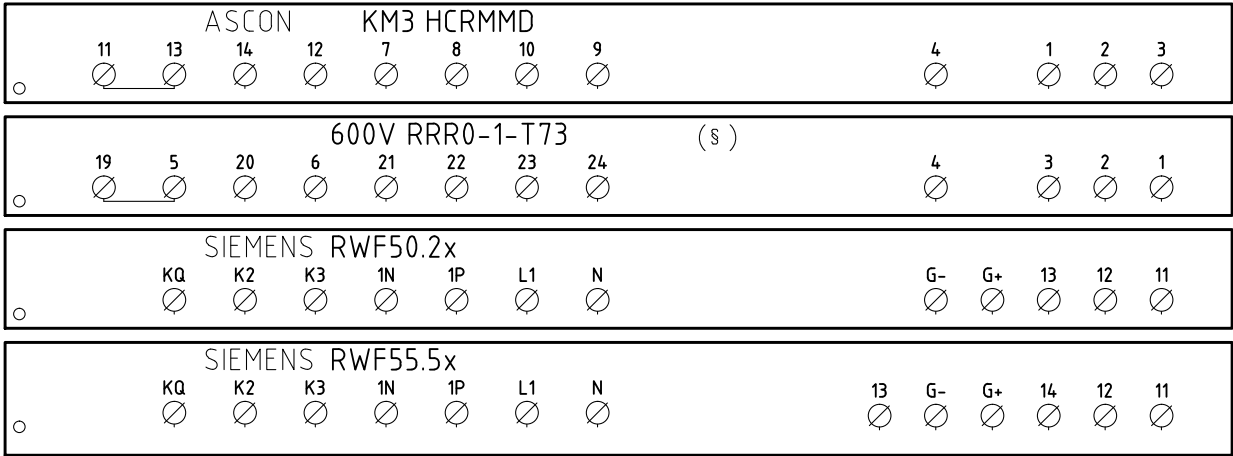 ASCON KM3 HCRMMD
11 13 14 12 7 8 10 9 4 1 2 3
600V RRR0-1-T73 (§)
19 5 20 6 21 22 23 24 4 3 2 1
SIEMENS RWF50.2x
KQ K2 K3 1N 1P L1 N G- G+ 13 12 11
SIEMENS RWF55.5x
KQ K2 K3 1N 1P L1 N 13 G- G+ 14 12 11